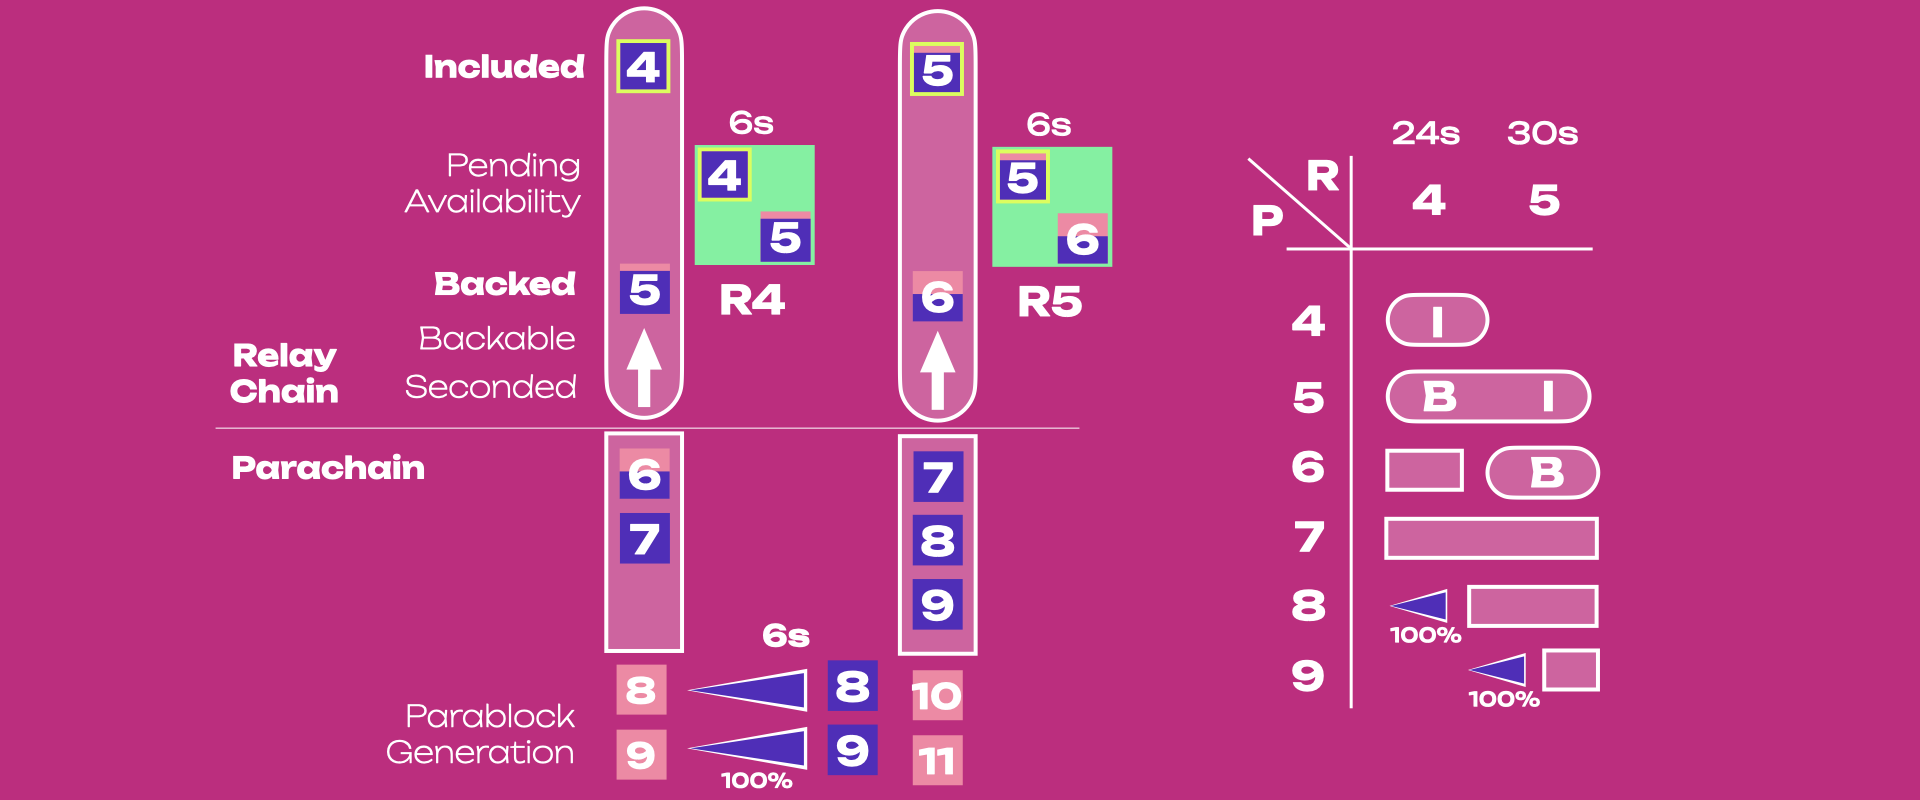 Included
4
5
6s
6s
Pending
Availability
4
5
5
6
R4
R5
Backed
5
6
Backable
Seconded
Relay
Chain
Parachain
6
7
7
8
9
6s
Parablock
Generation
8
8
10
9
9
11
100%
24s 30s
R
P
4 5
4 I
5 B I
6 B
7
8
100%
9
100%